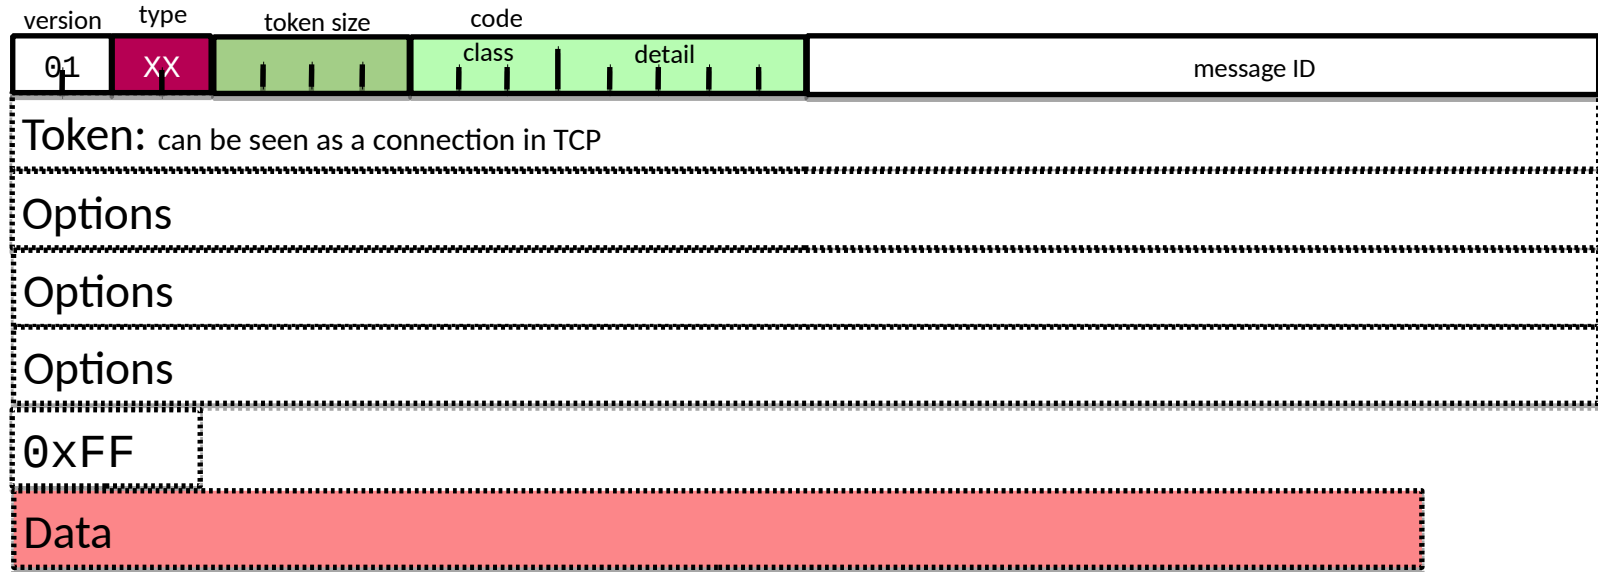 version type token size code
01 XX class detail message ID
Token: can be seen as a connection in TCP
Options
Options
Options
0xFF
Data